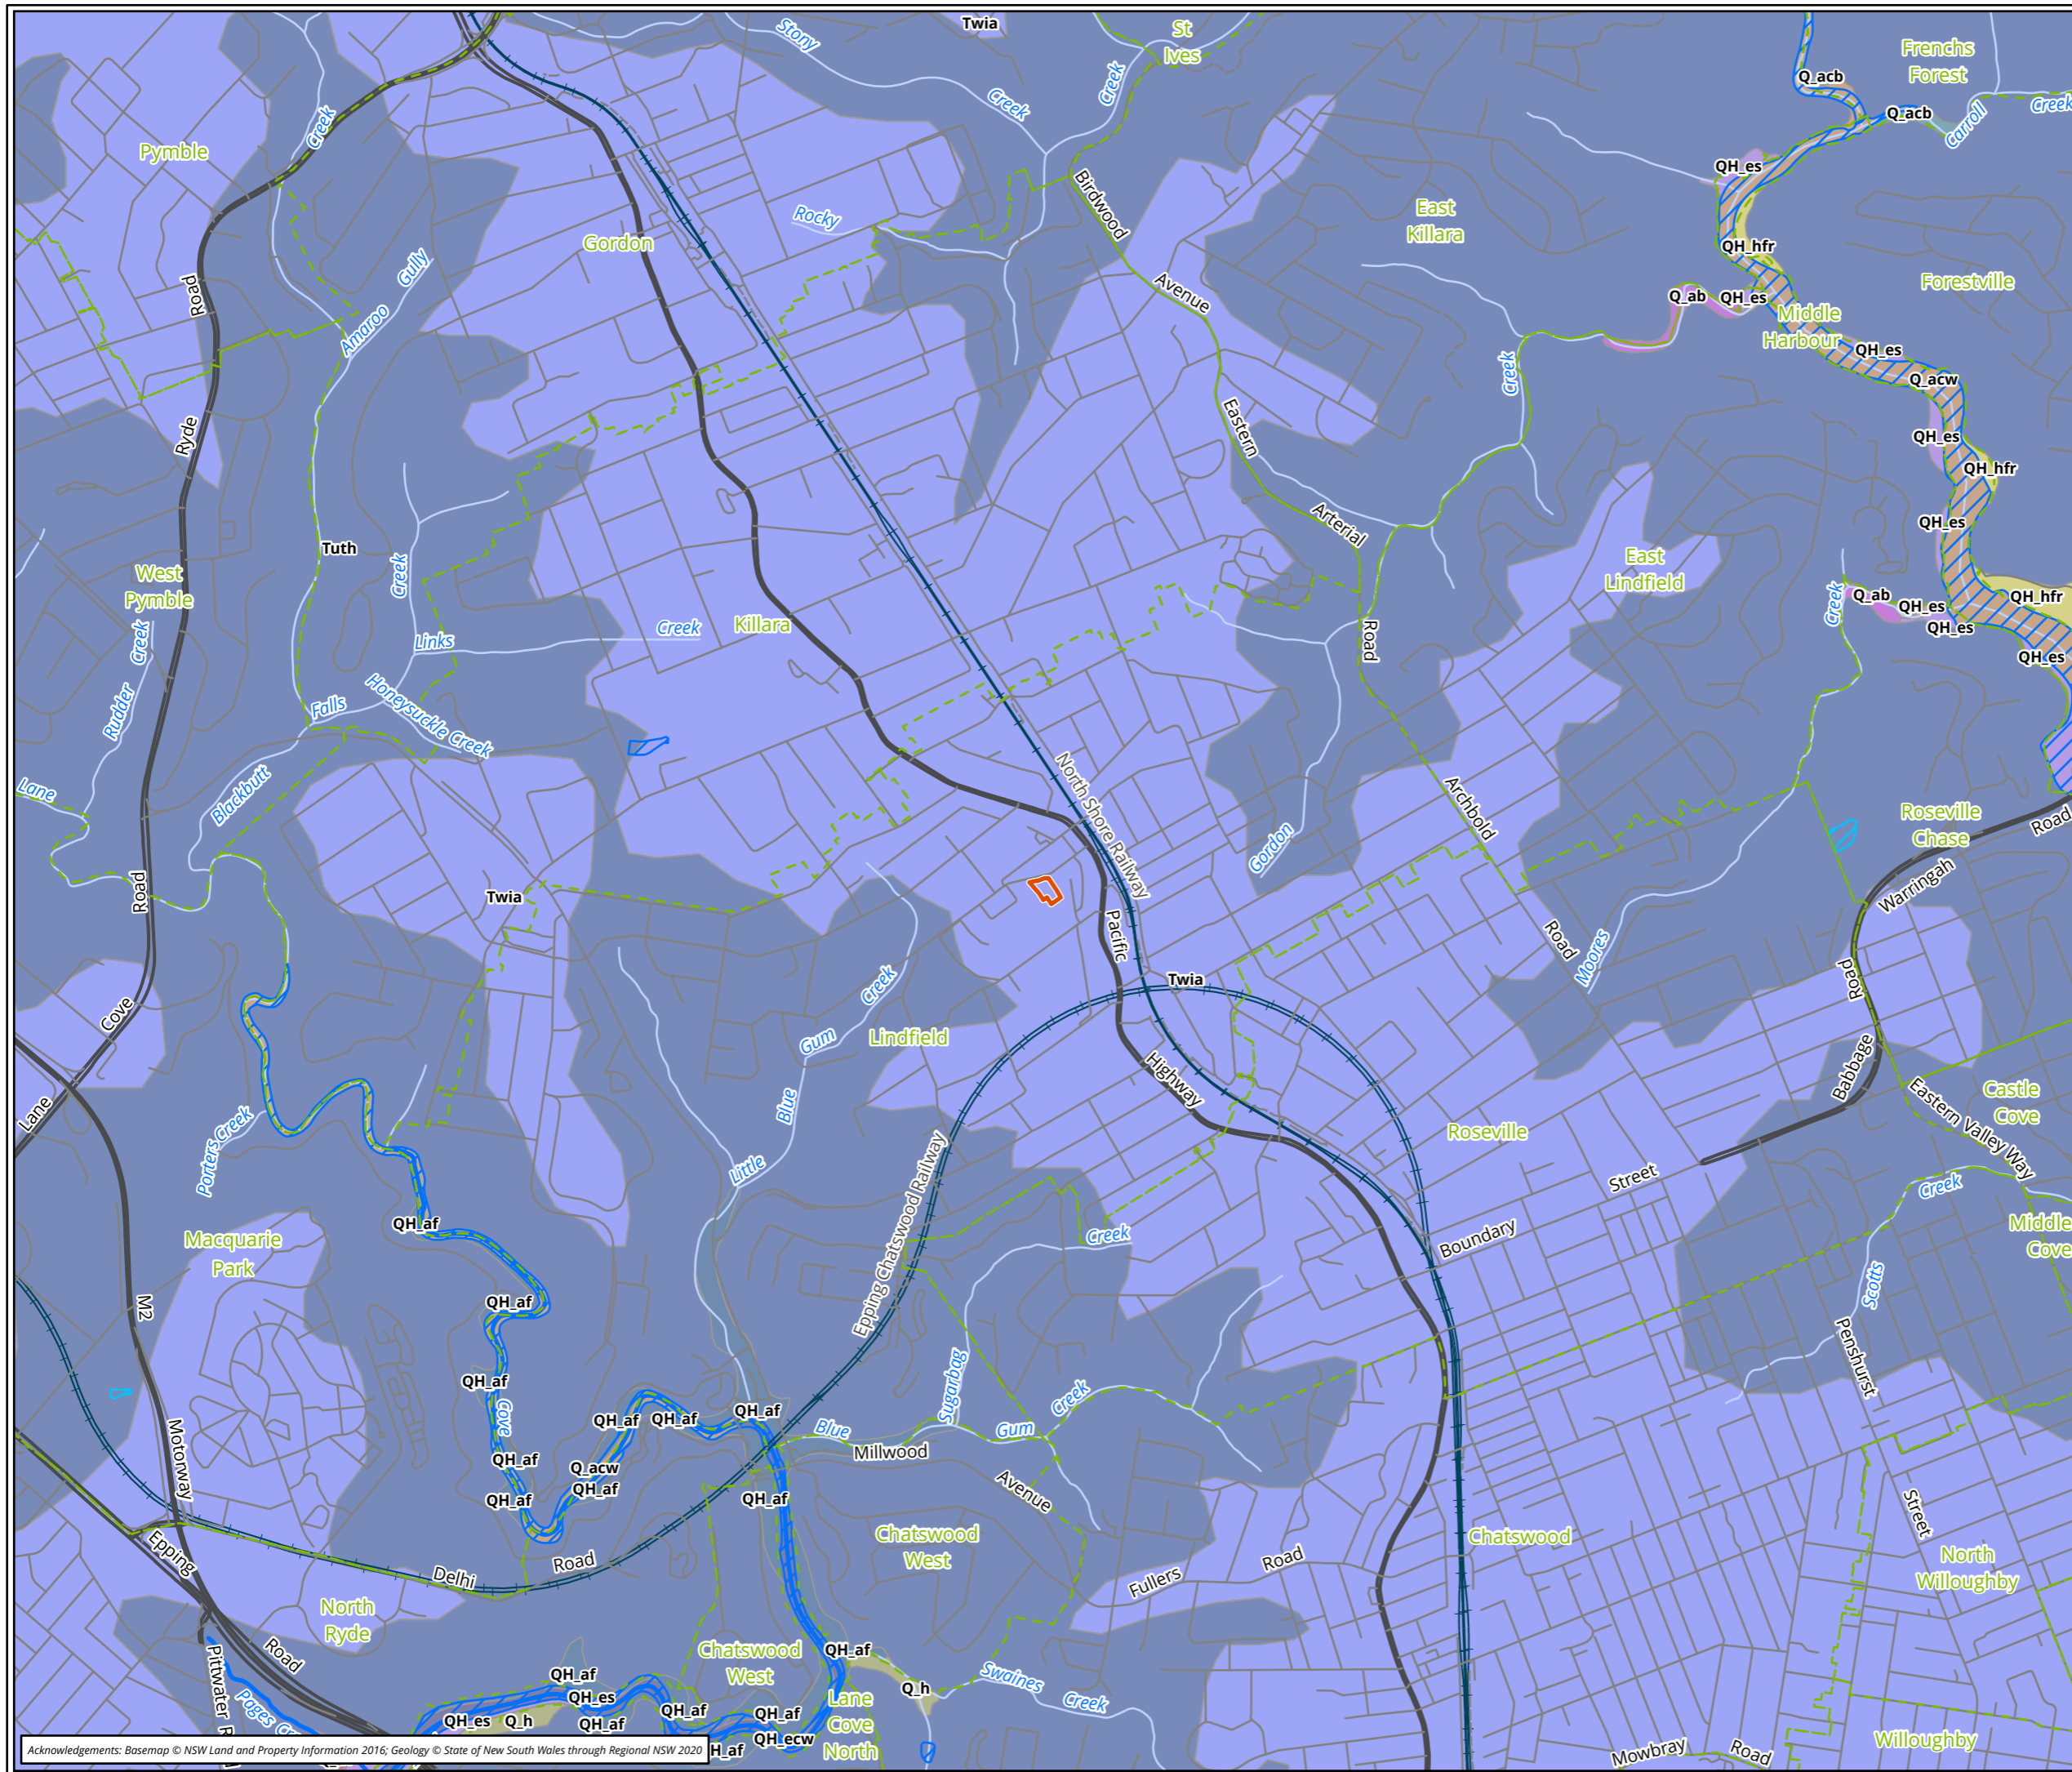 Twia
St
Ives
Stony
Creek
Creek
Frenchs
Forest
Q_acb
Q_acb
Carroll
Creek
Creek
Pymble
QH_es
Birdwood
Rocky
East
Killara
Gordon
QH_hfr
Gully
Amaroo
Road
Avenue
Q_ab
QH_es
Forestville
Middle
Harbour
QH_es
Q_acw
Creek
Ryde
Eastern
QH_es
QH_hfr
Arterial
QH_es
Tuth
Creek
West
Pymble
East
Lindfield
Creek
Q_ab
QH_es
QH_hfr
QH_es
Killara
Creek
Links
Road
Creek
QH_es
Rudder
Falls
Honeysuckle Creek
North Shore Railway
Lane
Blackbutt
Archbold
Roseville
Chase
Road
Gordon
Road
Warringah
Twia
Pacific
Road
Moores
Road
Twia
Creek
Cove
Gum
Lindfield
Blue
Highway
Babbage
Castle
Cove
Eastern Valley Way
Lane
Porters Creek
Roseville
Little
Street
Creek
QH_af
Epping Chatswood Railway
Creek
Boundary
Middle
Cove
Macquarie
Park
Scotts
M2
QH_af
Penshurst
QH_af
Sugarbag
Creek
Cove
QH_af
QH_af
QH_af
Blue
Gum
Millwood
Motorway
QH_af
Q_acw
QH_af
QH_af
QH_af
Avenue
Street
Chatswood
West
Chatswood
Epping
Delhi
Road
Road
Fullers
North
Willoughby
North
Ryde
Road
Chatswood
West
QH_af
Pittwater
QH_af
Swaines
Creek
Q_h
Pages
QH_es
Lane
Cove
North
QH_af
QH_af
QH_es
Q_h
QH_af
QH_ecw
Willoughby
Mowbray
Road
Acknowledgements: Basemap © NSW Land and Property Information 2016; Geology © State of New South Wales through Regional NSW 2020